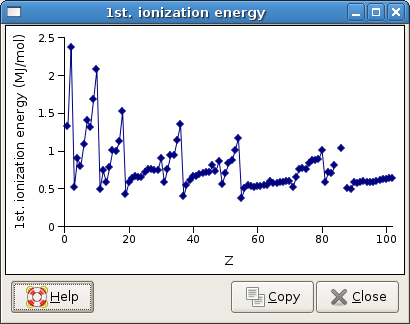 1st. ionization energy
1st. ionization energy (MJ/mol)
2.5
2
1.5
1
0.5
0
0 20 40 60 80 100
Z
Help Copy Close